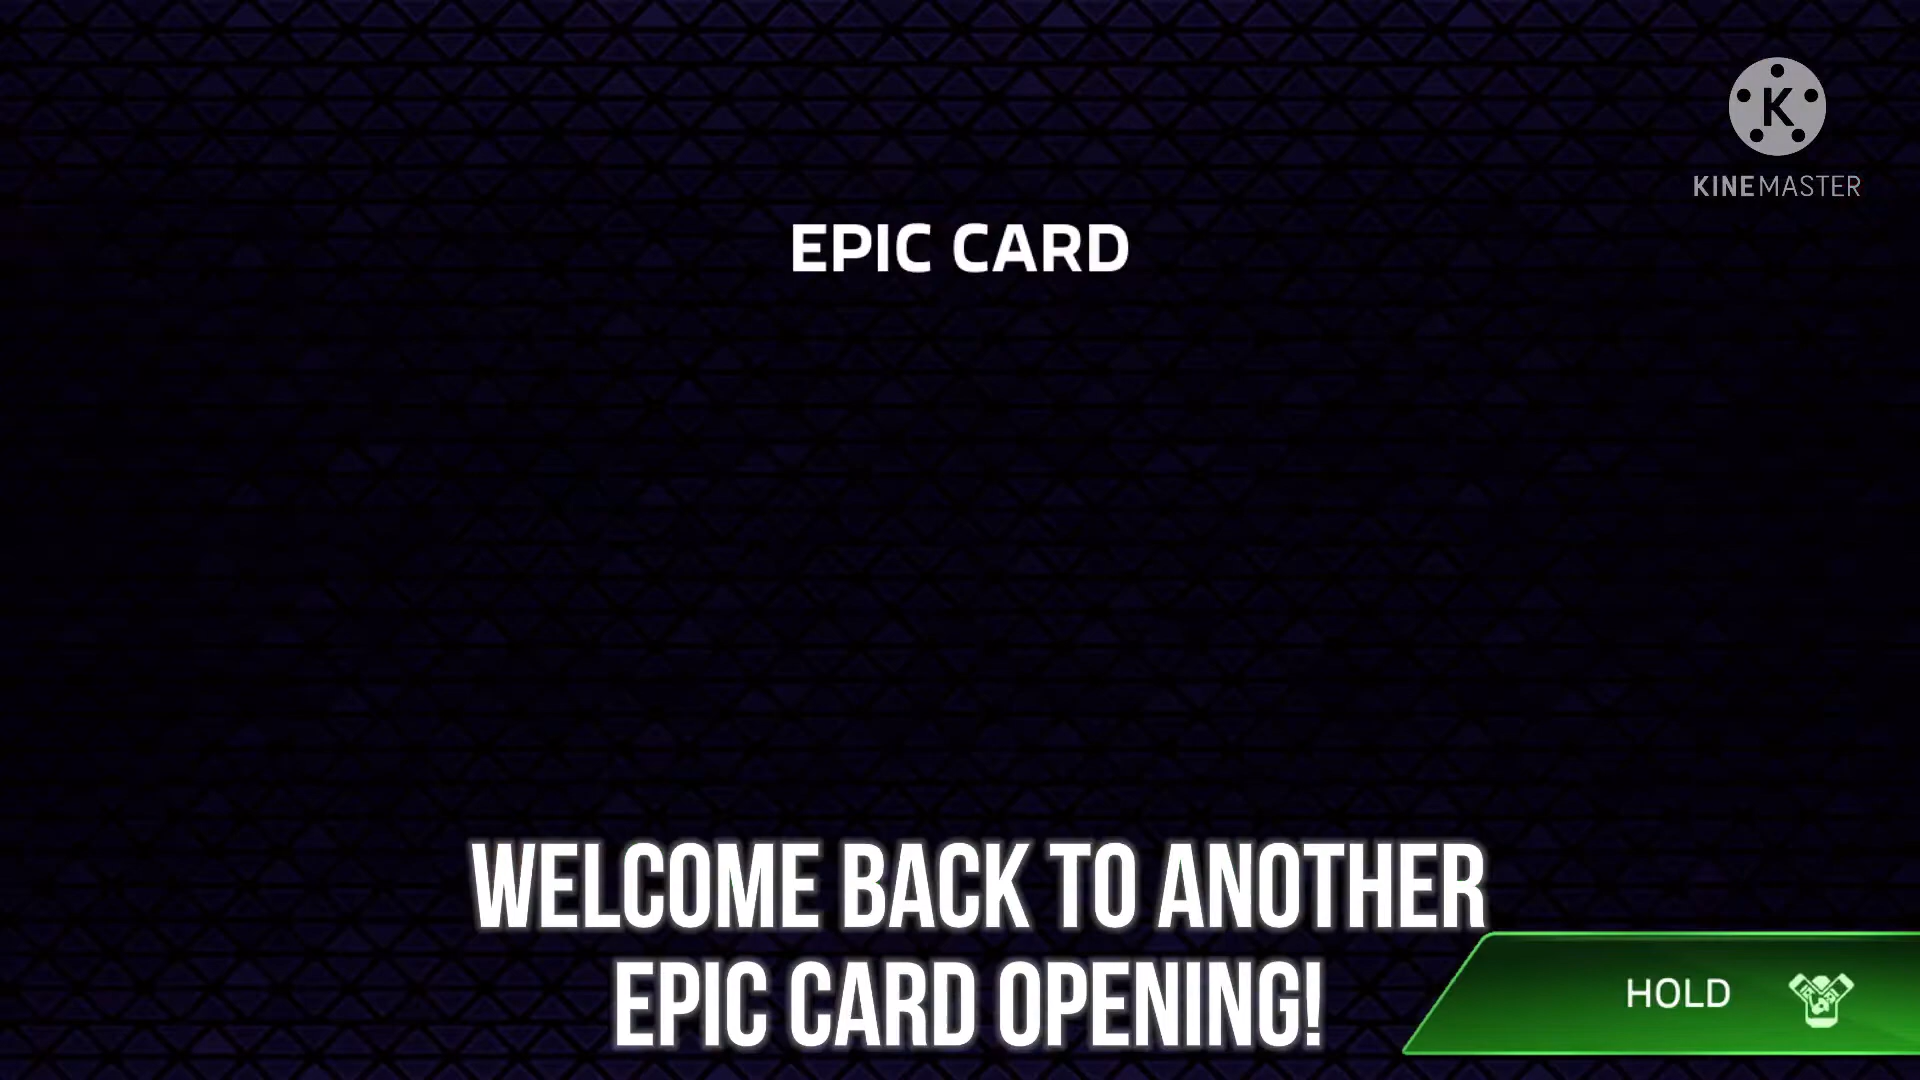 K
KINEMASTER
EPIC CARD
WELCOME BACK TO ANOTHER
EPIC CARD OPENING!
HOLD